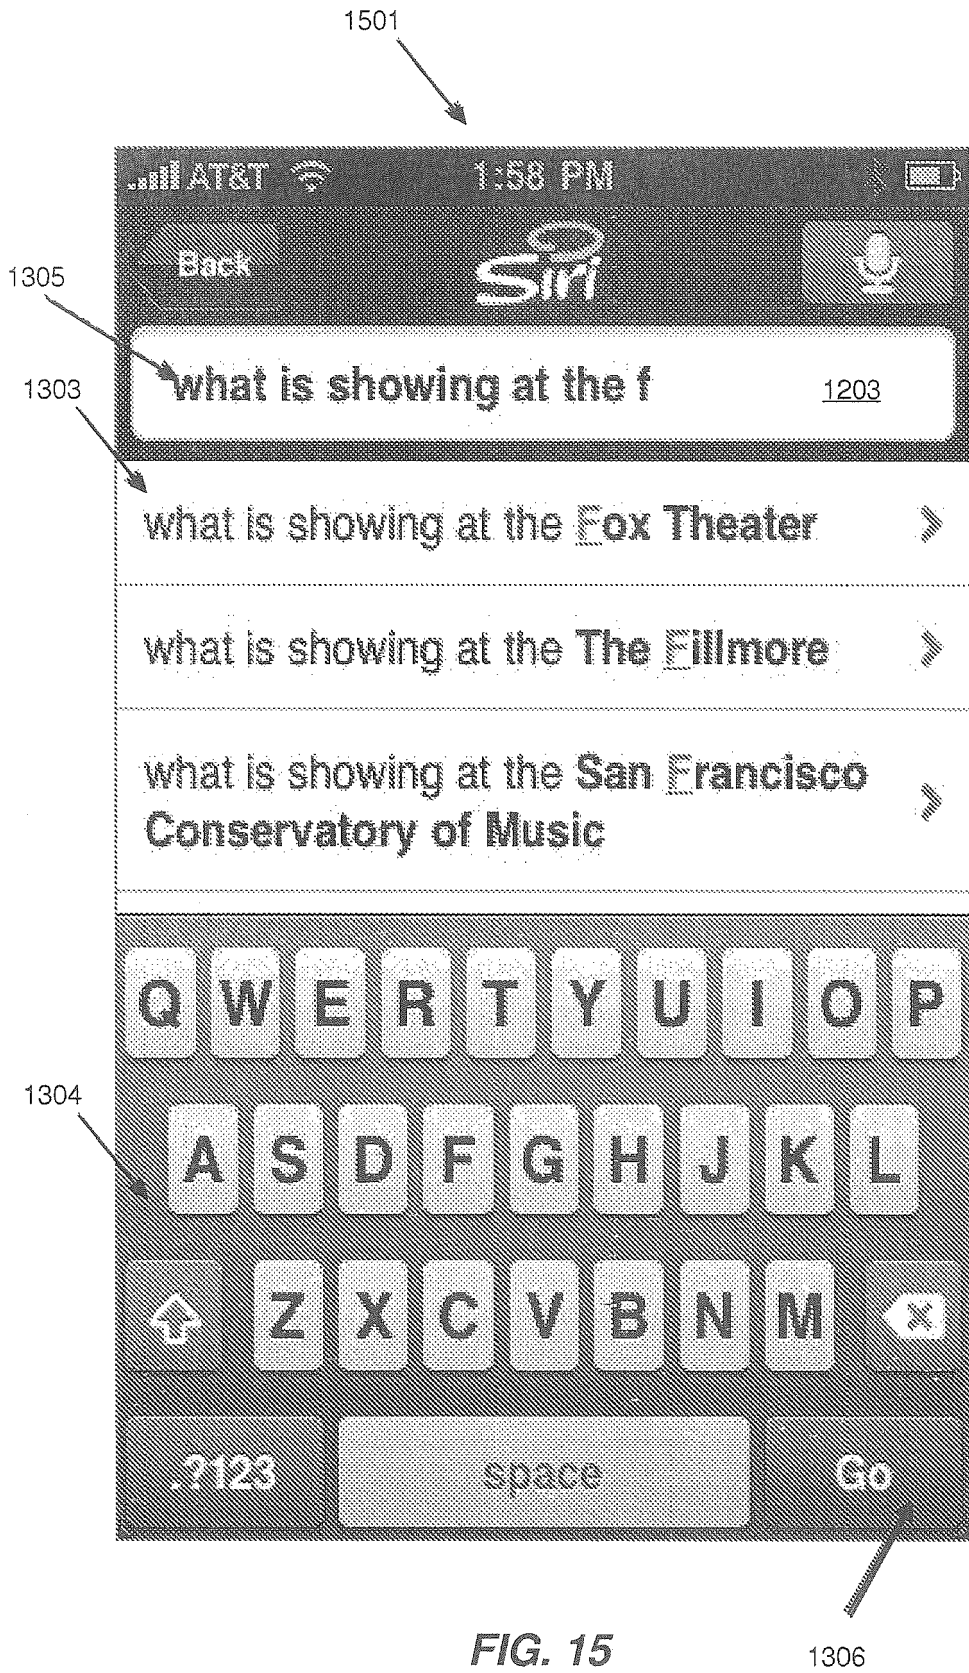 1501
AT&T 1:58 PM
Back Siri
1305
what is showing at the f 1203
1303
what is showing at the Fox Theater
what is showing at the The Fillmore
what is showing at the San Francisco
Conservatory of Music
Q W E R T Y U I O P
1304
A S D F G H J K L
Z X C V B N M
.?123 space Go
FIG. 15
1306